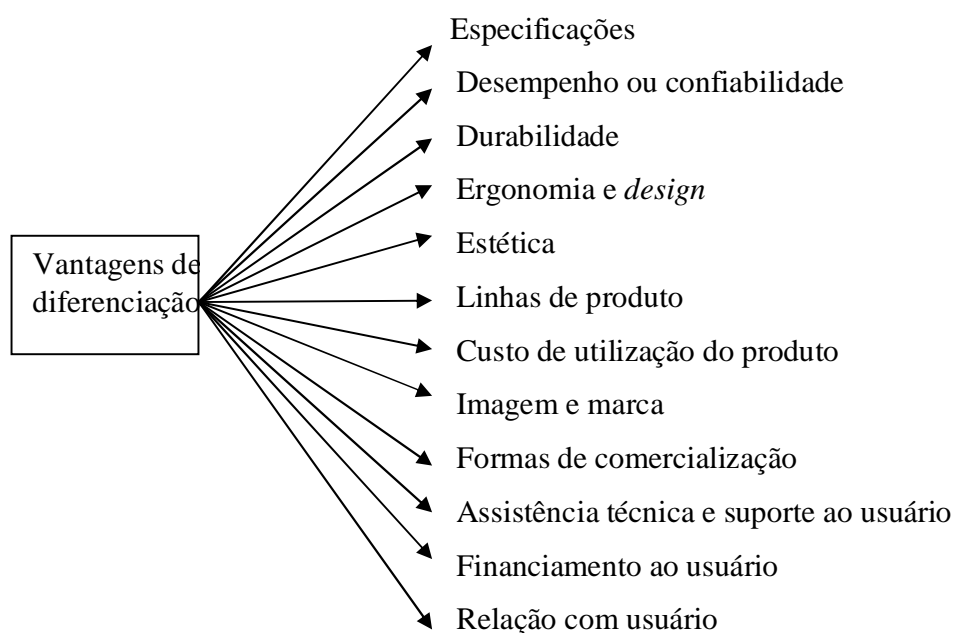 Especificações
Desempenho ou confiabilidade
Durabilidade
Ergonomia e design
Estética
Vantagens de
diferenciação
Linhas de produto
Custo de utilização do produto
Imagem e marca
Formas de comercialização
Assistência técnica e suporte ao usuário
Financiamento ao usuário
Relação com usuário